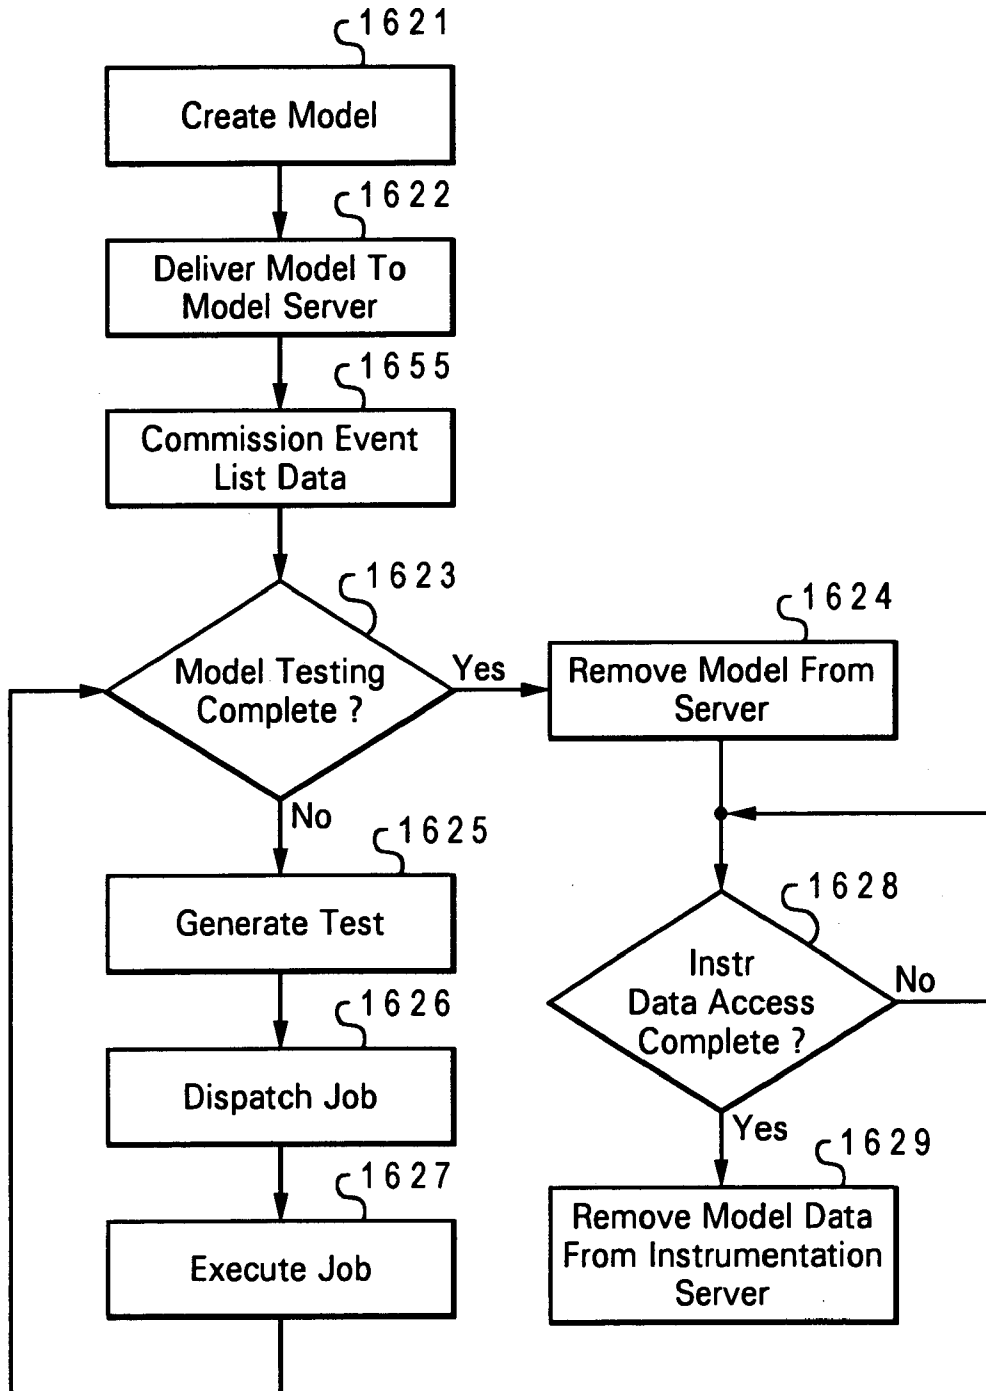 1621
Create Model
1622
Deliver Model To
Model Server
1655
Commission Event
List Data
1623
Model Testing
Complete ?
Yes
No
1624
Remove Model From
Server
1625
Generate Test
1626
Dispatch Job
1627
Execute Job
1628
Instr
Data Access
Complete ?
No
Yes
1629
Remove Model Data
From Instrumentation
Server